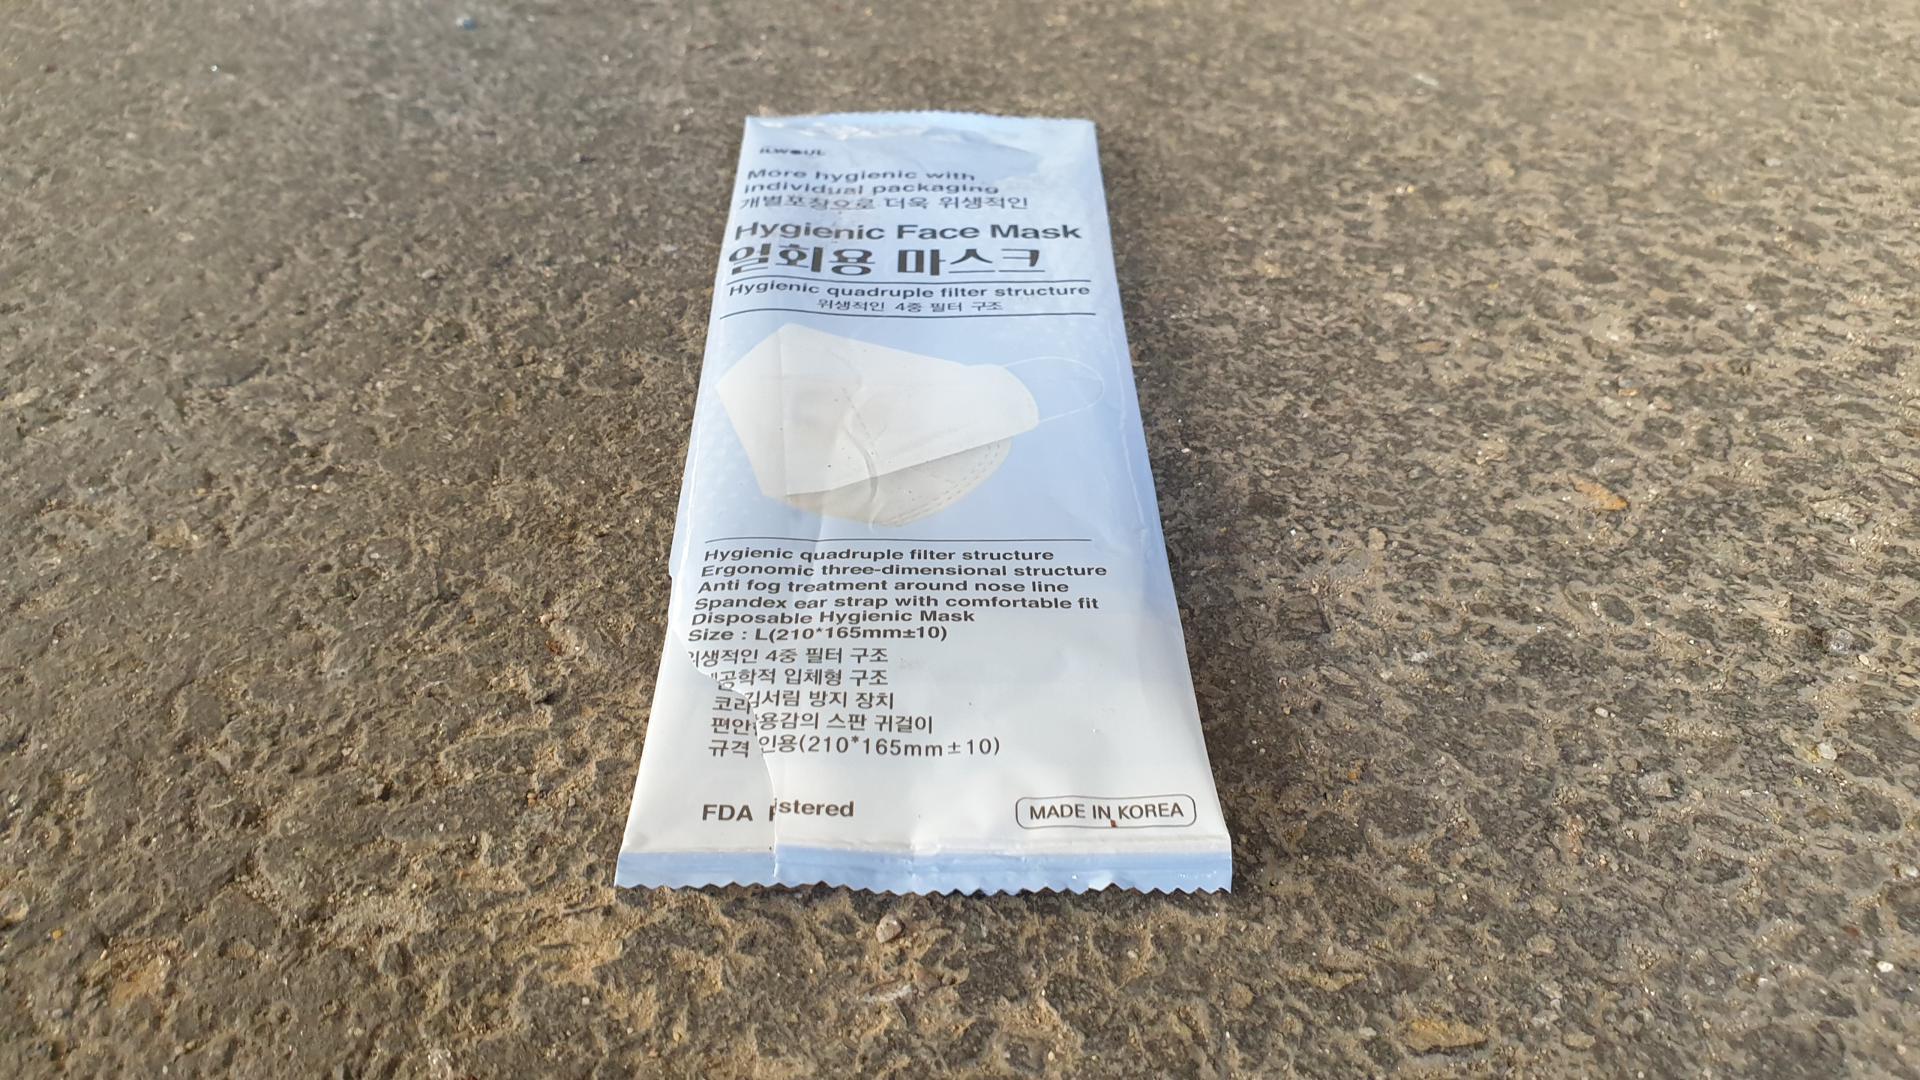 ILWOUL
More hygienic with
individual packaging
개별포장으로 더욱 위생적인
Hygienic Face Mask
일회용 마스크
Hygienic quadruple filter structure
위생적인 4중 필터 구조
Hygienic quadruple filter structure
Ergonomic three-dimensional structure
Anti fog treatment around nose line
Spandex ear strap with comfortable fit
Disposable Hygienic Mask
Size : L(210*165mm±10)
생적인 4중 필터 구조
공학적 입체형 구조
코 김서림 방지 장치
편안 용감의 스판 귀걸이
규격 인용(210*165mm±10)
FDA stered
MADE IN KOREA